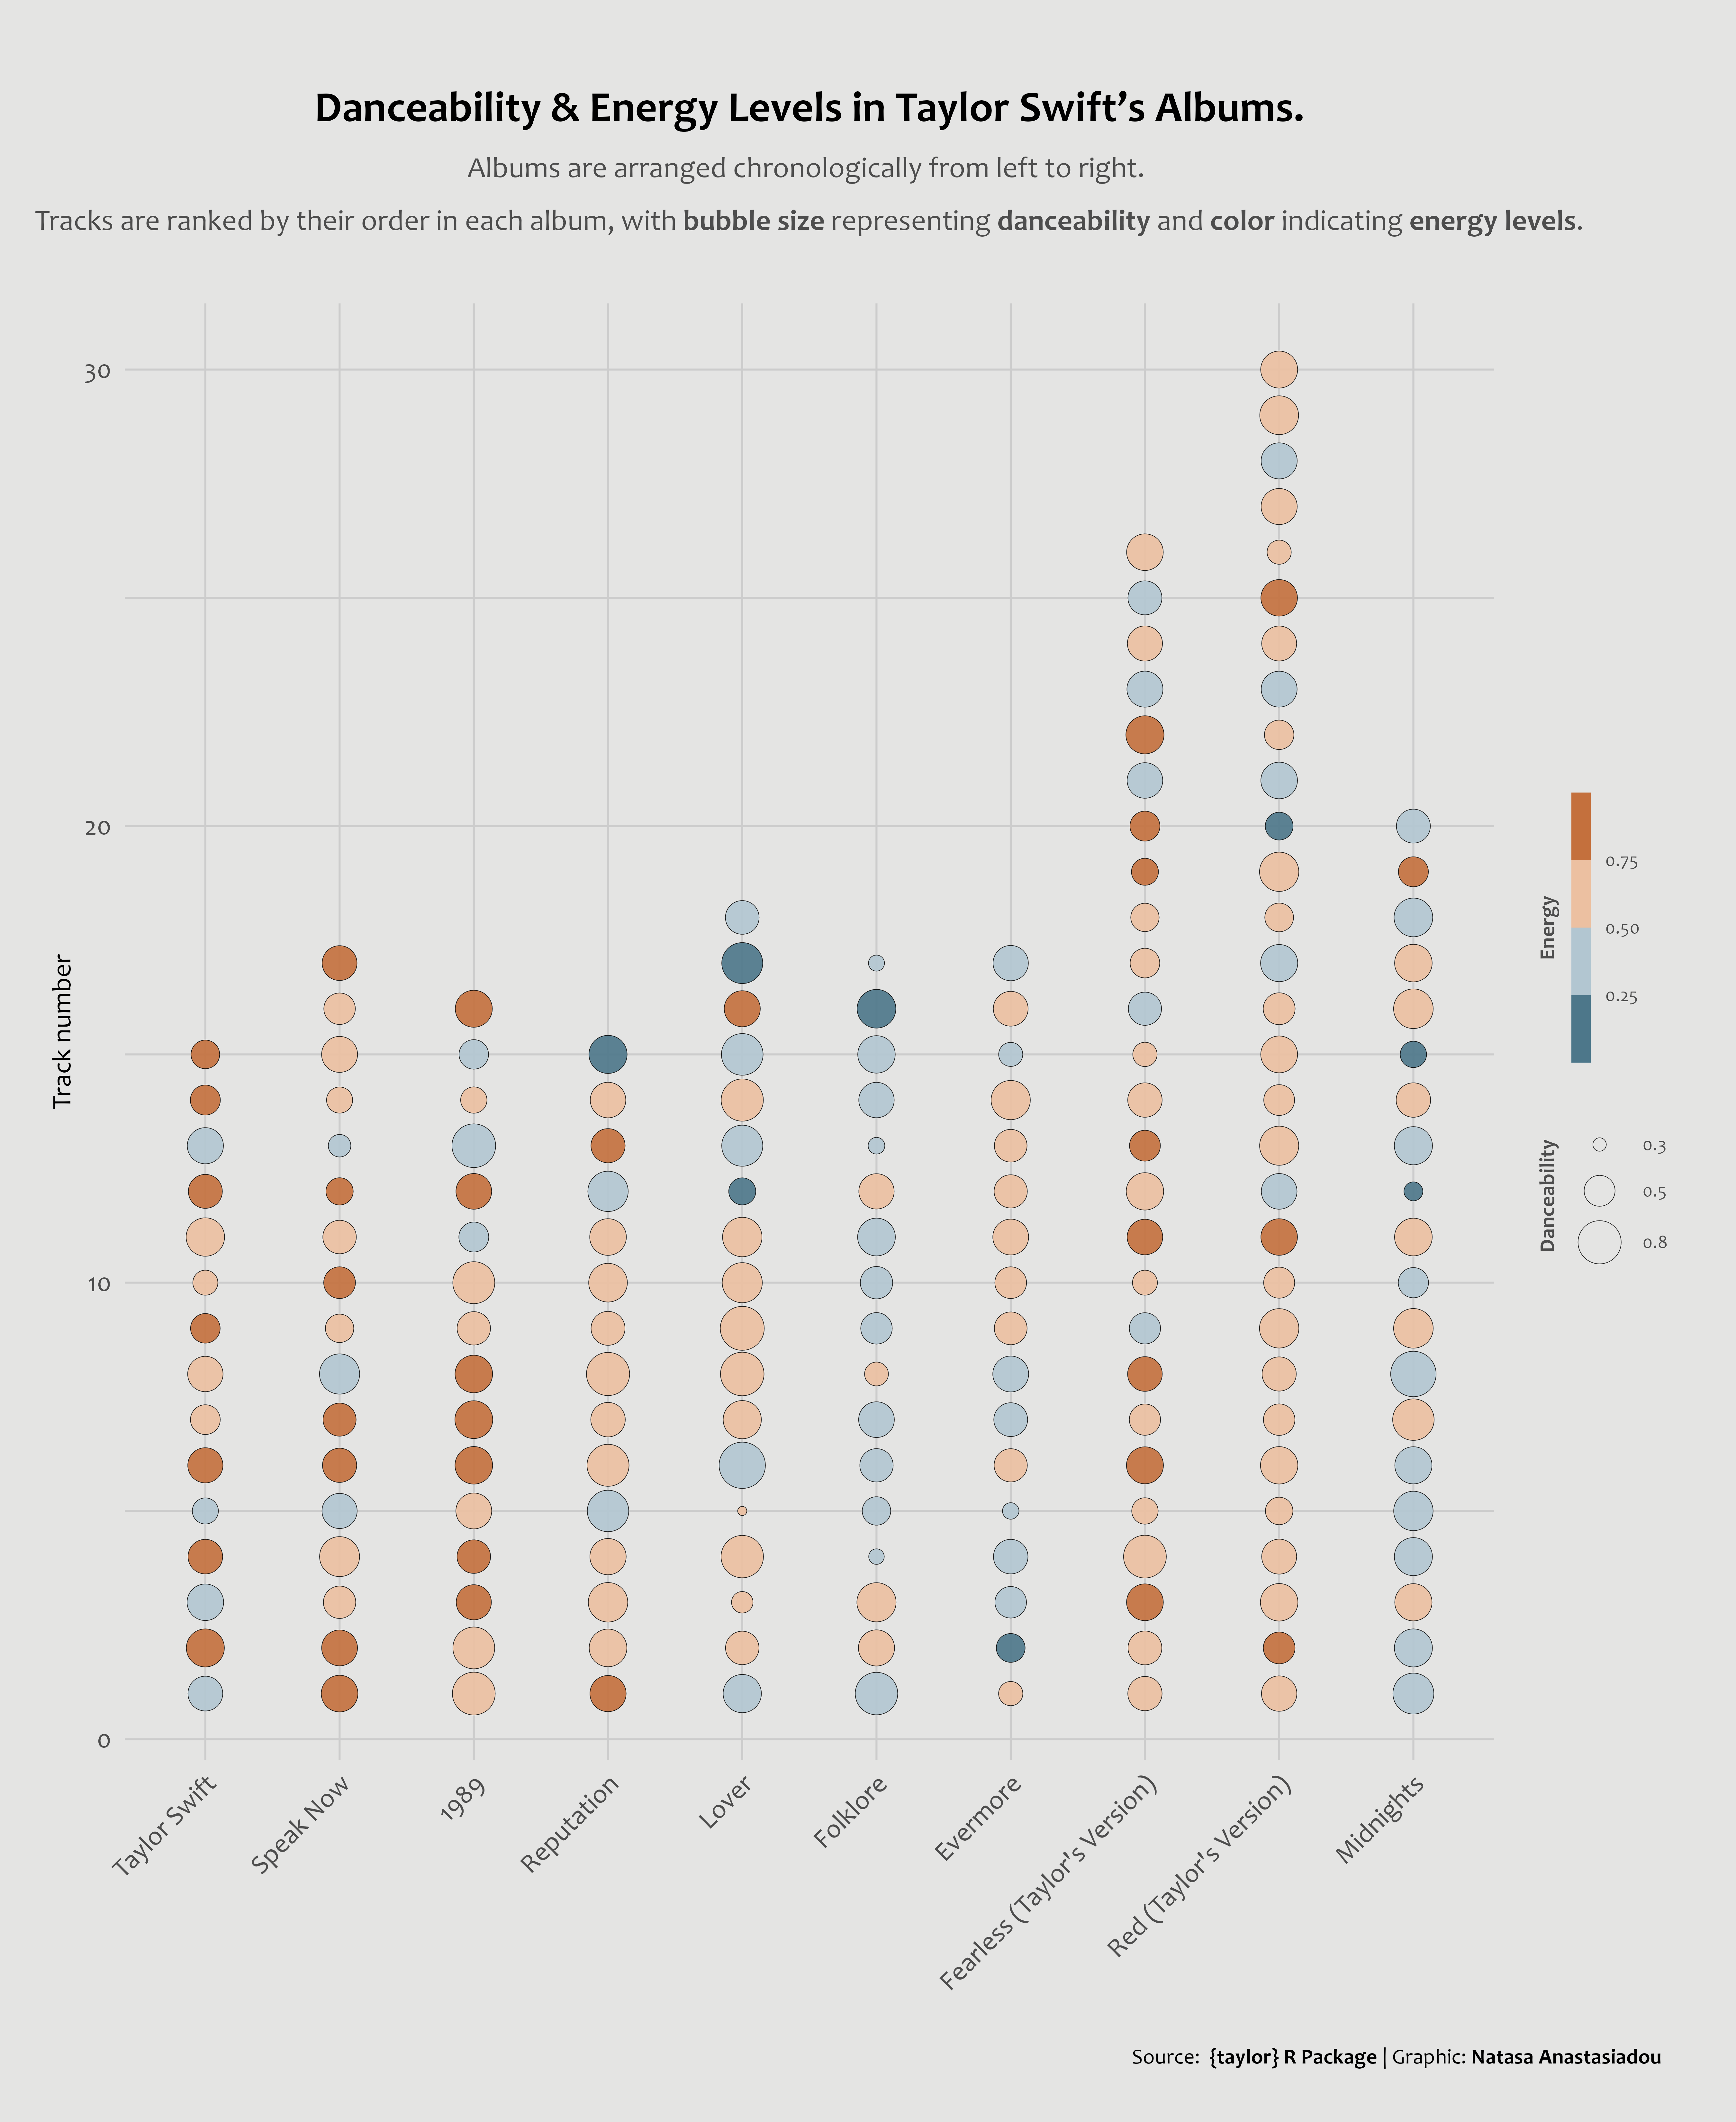 Danceability & Energy Levels in Taylor Swift’s Albums.
Albums are arranged chronologically from left to right.
Tracks are ranked by their order in each album, with bubble size representing danceability and color indicating energy levels.
Track number
30
20
10
0
Taylor Swift
Speak Now
1989
Reputation
Lover
Folklore
Evermore
Fearless (Taylor's Version)
Red (Taylor's Version)
Midnights
Energy
0.75
0.50
0.25
Danceability
0.3
0.5
0.8
Source: {taylor} R Package | Graphic: Natasa Anastasiadou